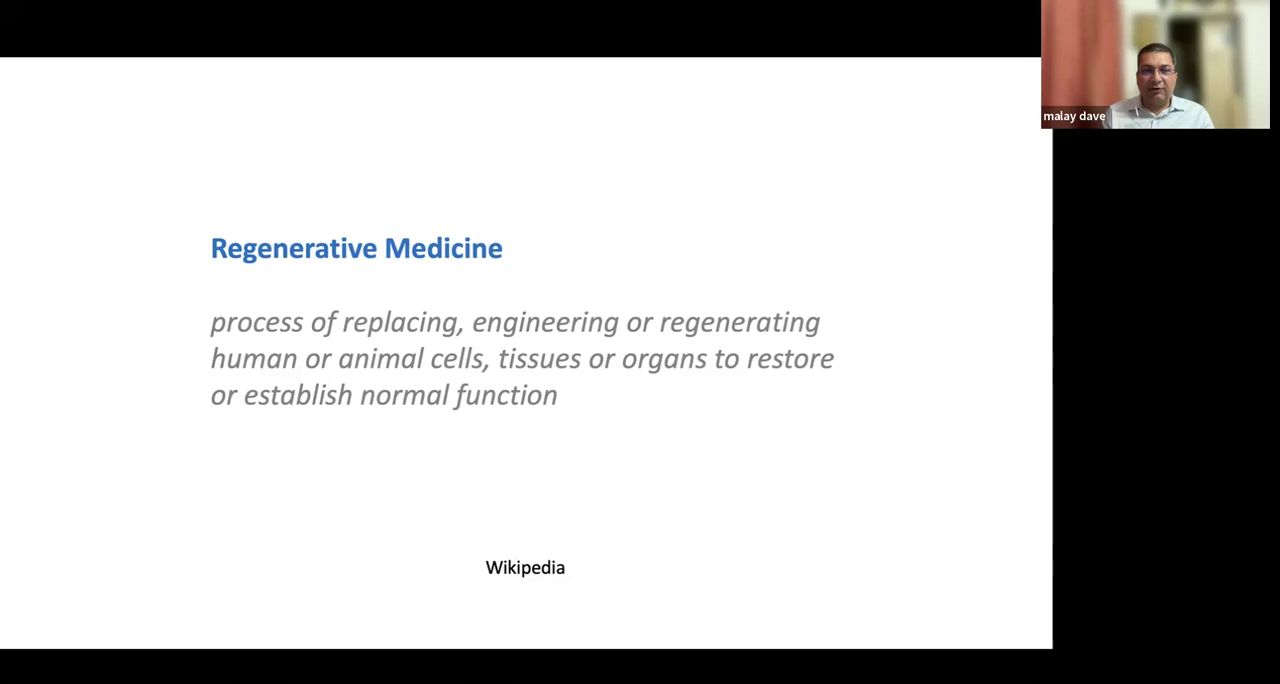 malay dave
Regenerative Medicine
process of replacing, engineering or regenerating
human or animal cells, tissues or organs to restore
or establish normal function
Wikipedia